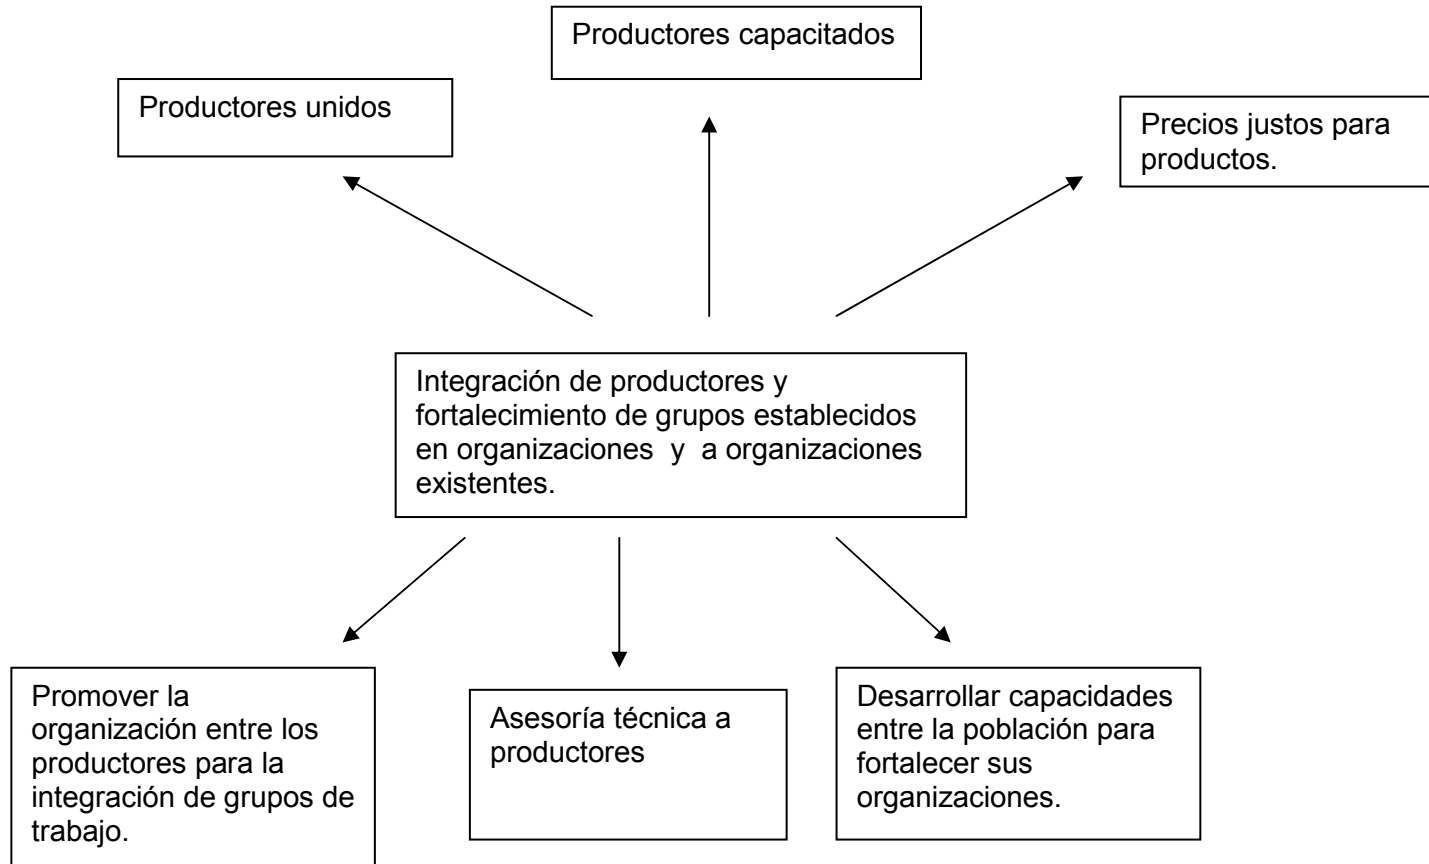 Productores capacitados
Productores unidos
Precios justos para
productos.
Integración de productores y
fortalecimiento de grupos establecidos
en organizaciones  y  a organizaciones
existentes.
Promover la
organización entre los
productores para la
integración de grupos de
trabajo.
Asesoría técnica a
productores
Desarrollar capacidades
entre la población para
fortalecer sus
organizaciones.